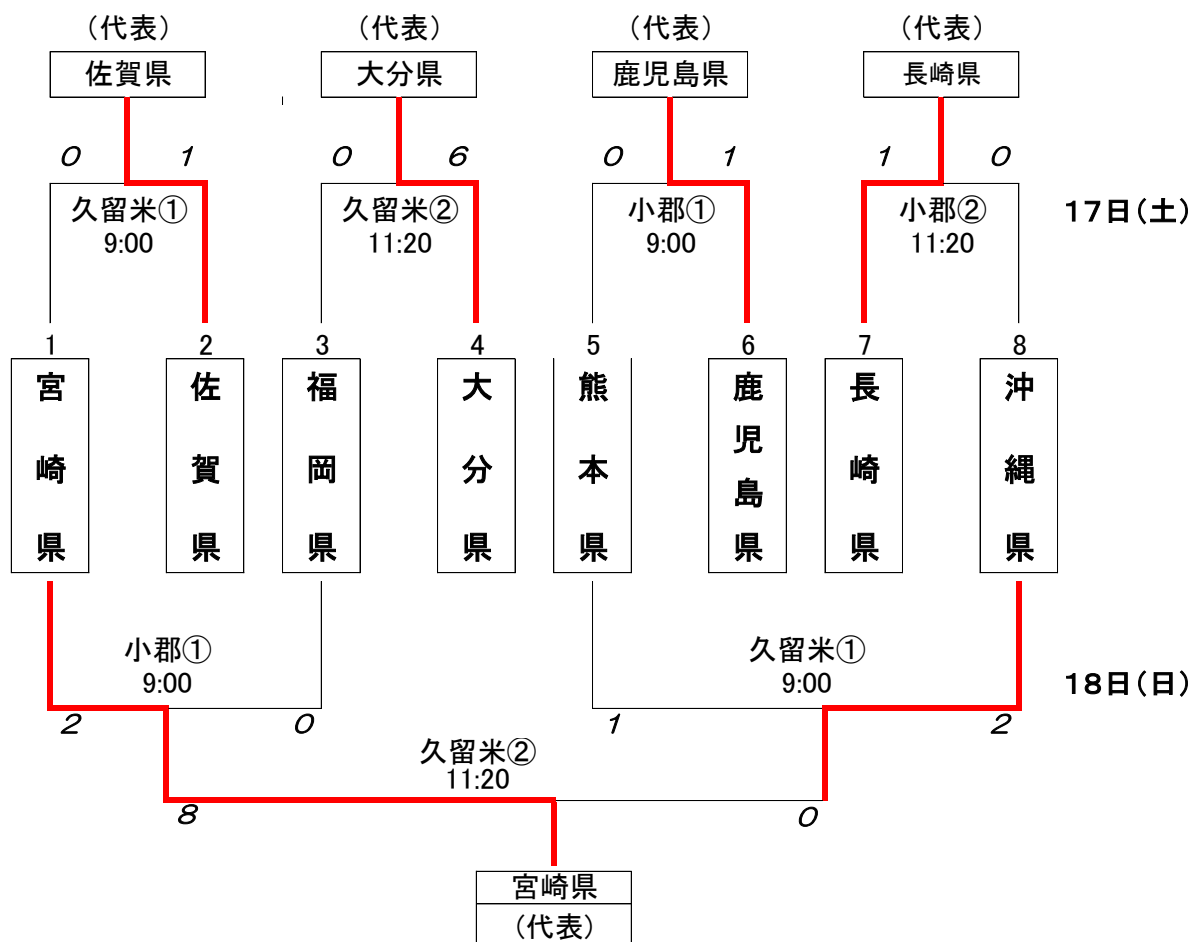 (代表) (代表) (代表) (代表)
佐賀県 大分県 鹿児島県 長崎県
0 1 0 6 0 1 1 0
久留米① 久留米② 小郡① 小郡② 17日(土)
9:00 11:20 9:00 11:20
1 2 3 4 5 6 7 8
宮崎県 佐賀県 福岡県 大分県 熊本県 鹿児島県 長崎県 沖縄県
小郡① 久留米①
9:00 9:00 18日(日)
2 0 1 2
久留米②
11:20
8 0
宮崎県
(代表)